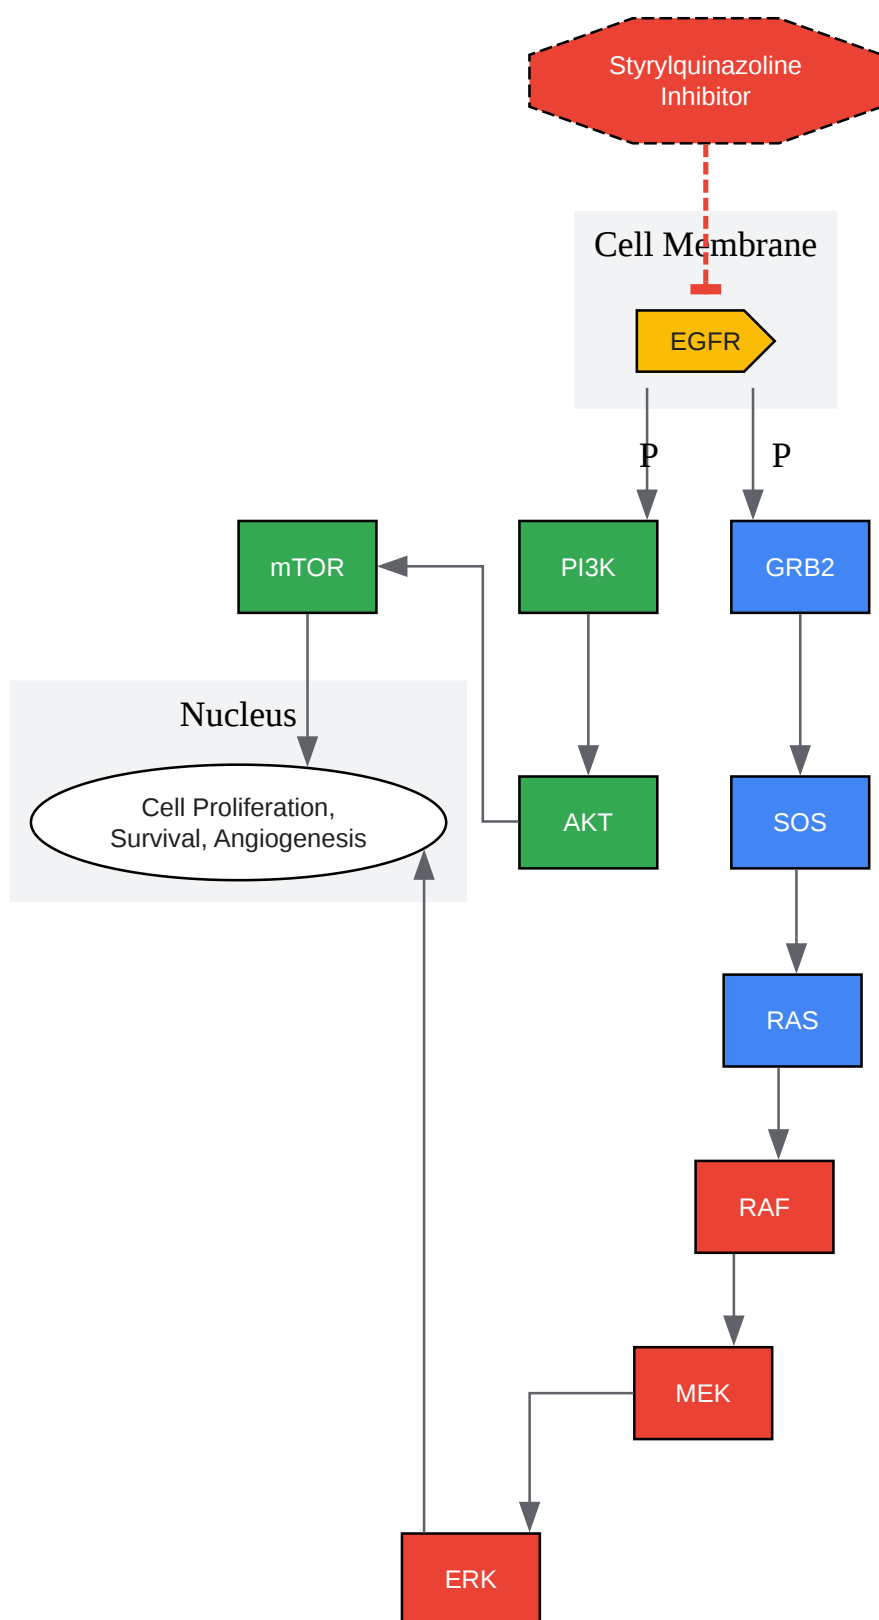 Styrylquinazoline
Inhibitor
Cell Membrane
EGFR
P
P
mTOR
PI3K
GRB2
Nucleus
Cell Proliferation,
Survival, Angiogenesis
AKT
SOS
RAS
RAF
MEK
ERK